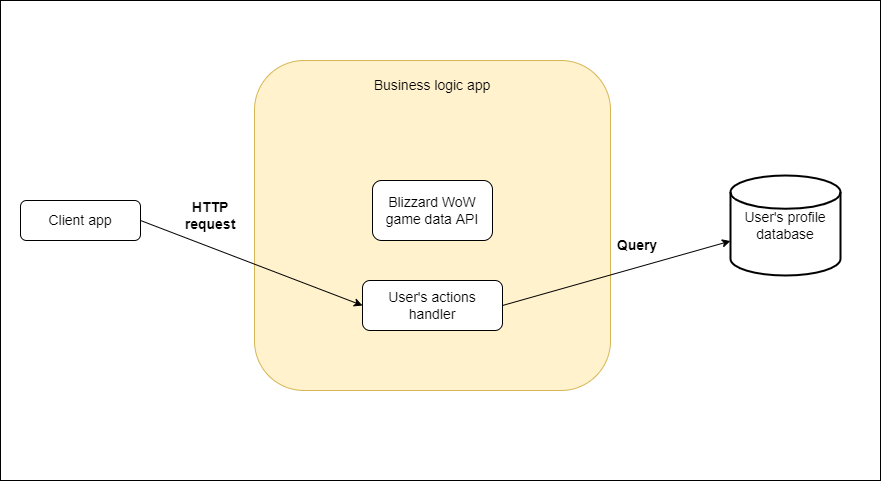 Business logic app
Client app
HTTP
request
Blizzard WoW
game data API
User's actions
handler
Query
User's profile
database